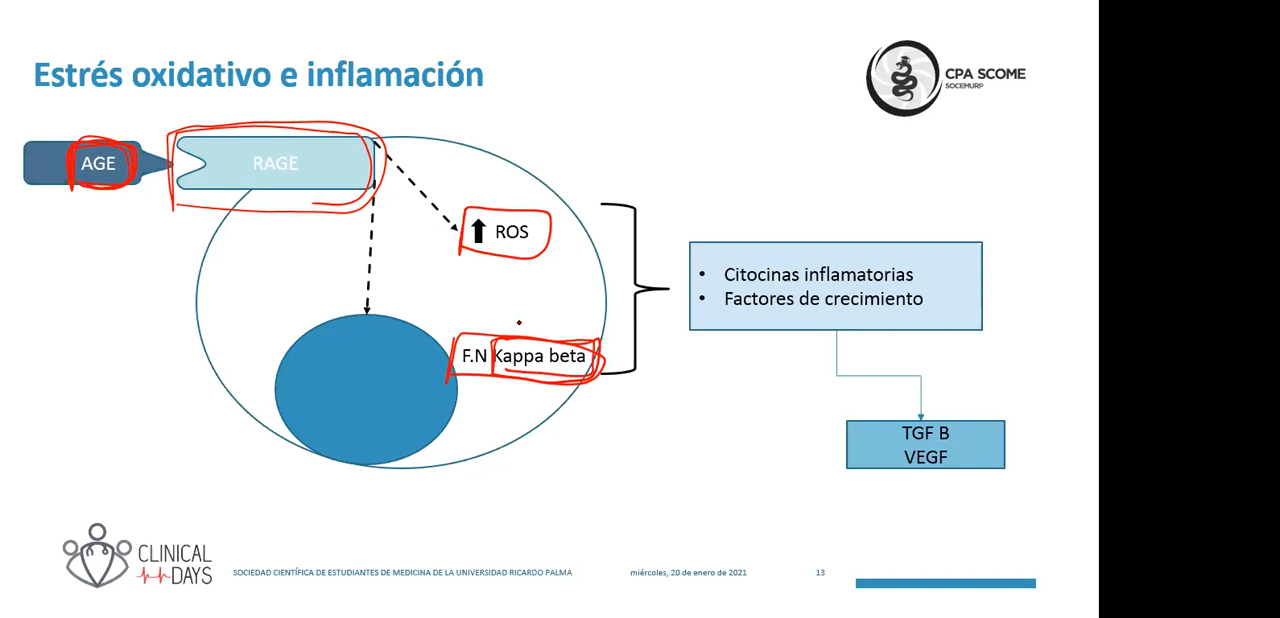 Estrés oxidativo e inflamación
CPA SCOME
SOCEMURP
AGE
RAGE
ROS
F.N Kappa beta
• Citocinas inflamatorias
• Factores de crecimiento
TGF B
VEGF
CLINICAL
DAYS
SOCIEDAD CIENTÍFICA DE ESTUDIANTES DE MEDICINA DE LA UNIVERSIDAD RICARDO PALMA
miércoles, 20 de enero de 2021
13